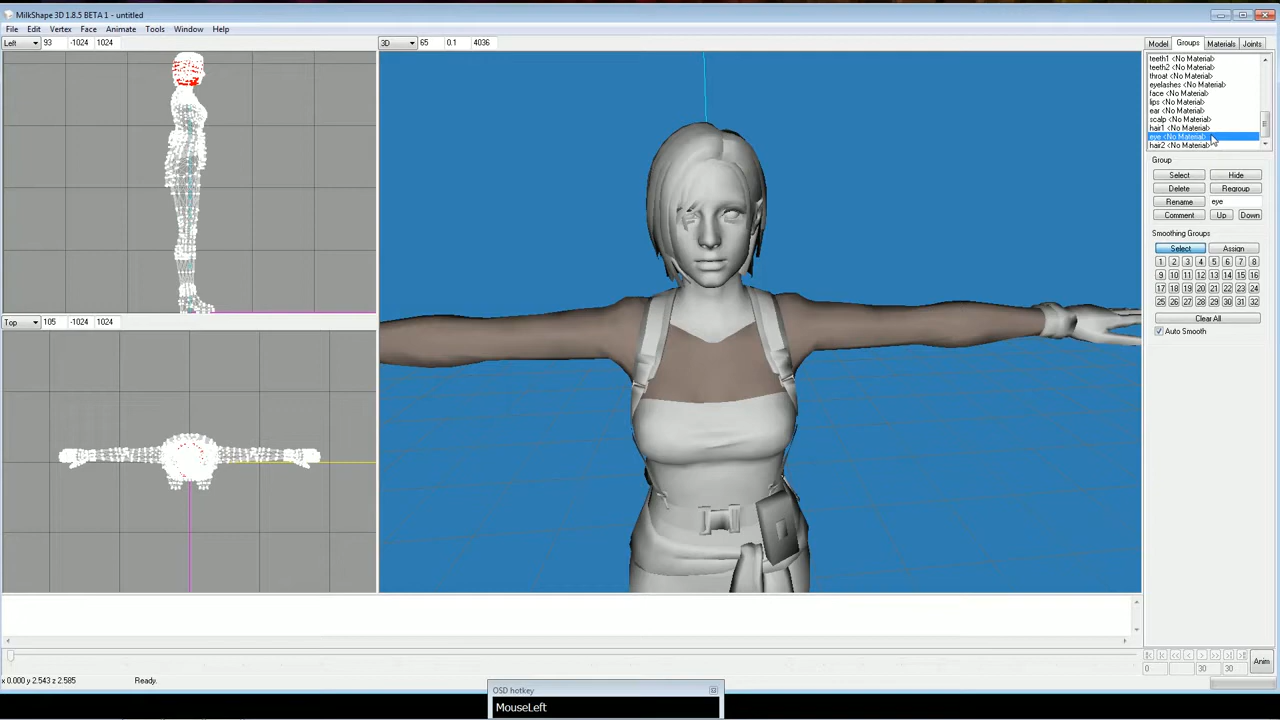 MilkShape 3D 1.8.5 BETA 1 - untitled
File Edit Vertex Face Animate Tools Window Help
Left 93 -1024 1024
3D 65 0.1 4036
Model Groups Materials Joints
teeth1 <No Material>
teeth2 <No Material>
throat <No Material>
eyelashes <No Material>
face <No Material>
lips <No Material>
ear <No Material>
scalp <No Material>
hair1 <No Material>
eye <No Material>
hair2 <No Material>
Group
Select Hide
Delete Regroup
Rename eye
Comment Up Down
Smoothing Groups
Select Assign
1 2 3 4 5 6 7 8
9 10 11 12 13 14 15 16
17 18 19 20 21 22 23 24
25 26 27 28 29 30 31 32
Clear All
Auto Smooth
Top 105 -1024 1024
0 30 30 Anim
x 0.000 y 2.543 z 2.585 Ready.
OSD hotkey
MouseLeft